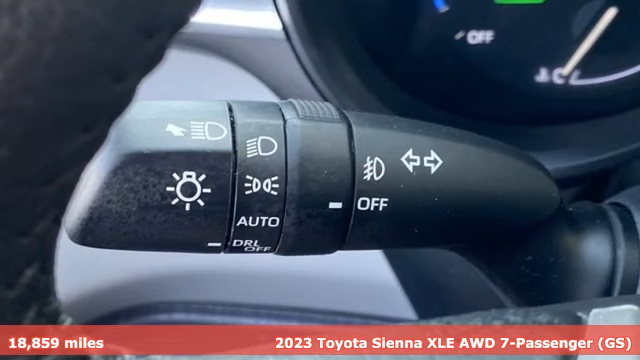 OFF
AUTO
OFF
DRL
OFF
18,859 miles
2023 Toyota Sienna XLE AWD 7-Passenger (GS)